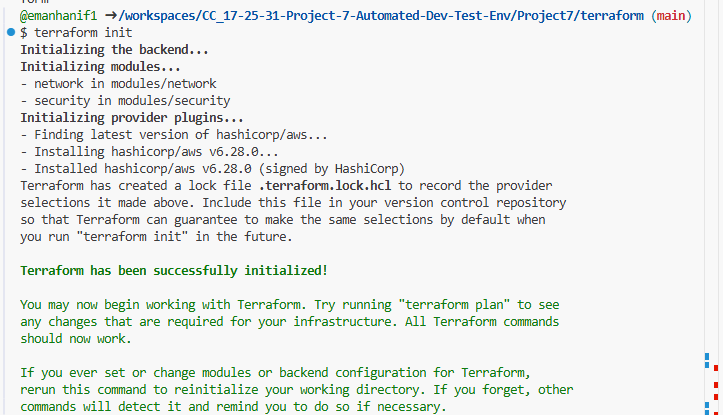 form
@emanhanif1 ➜/workspaces/CC_17-25-31-Project-7-Automated-Dev-Test-Env/Project7/terraform (main)
$ terraform init
Initializing the backend...
Initializing modules...
- network in modules/network
- security in modules/security
Initializing provider plugins...
- Finding latest version of hashicorp/aws...
- Installing hashicorp/aws v6.28.0...
- Installed hashicorp/aws v6.28.0 (signed by HashiCorp)
Terraform has created a lock file .terraform.lock.hcl to record the provider
selections it made above. Include this file in your version control repository
so that Terraform can guarantee to make the same selections by default when
you run "terraform init" in the future.
Terraform has been successfully initialized!
You may now begin working with Terraform. Try running "terraform plan" to see
any changes that are required for your infrastructure. All Terraform commands
should now work.
If you ever set or change modules or backend configuration for Terraform,
rerun this command to reinitialize your working directory. If you forget, other
commands will detect it and remind you to do so if necessary.